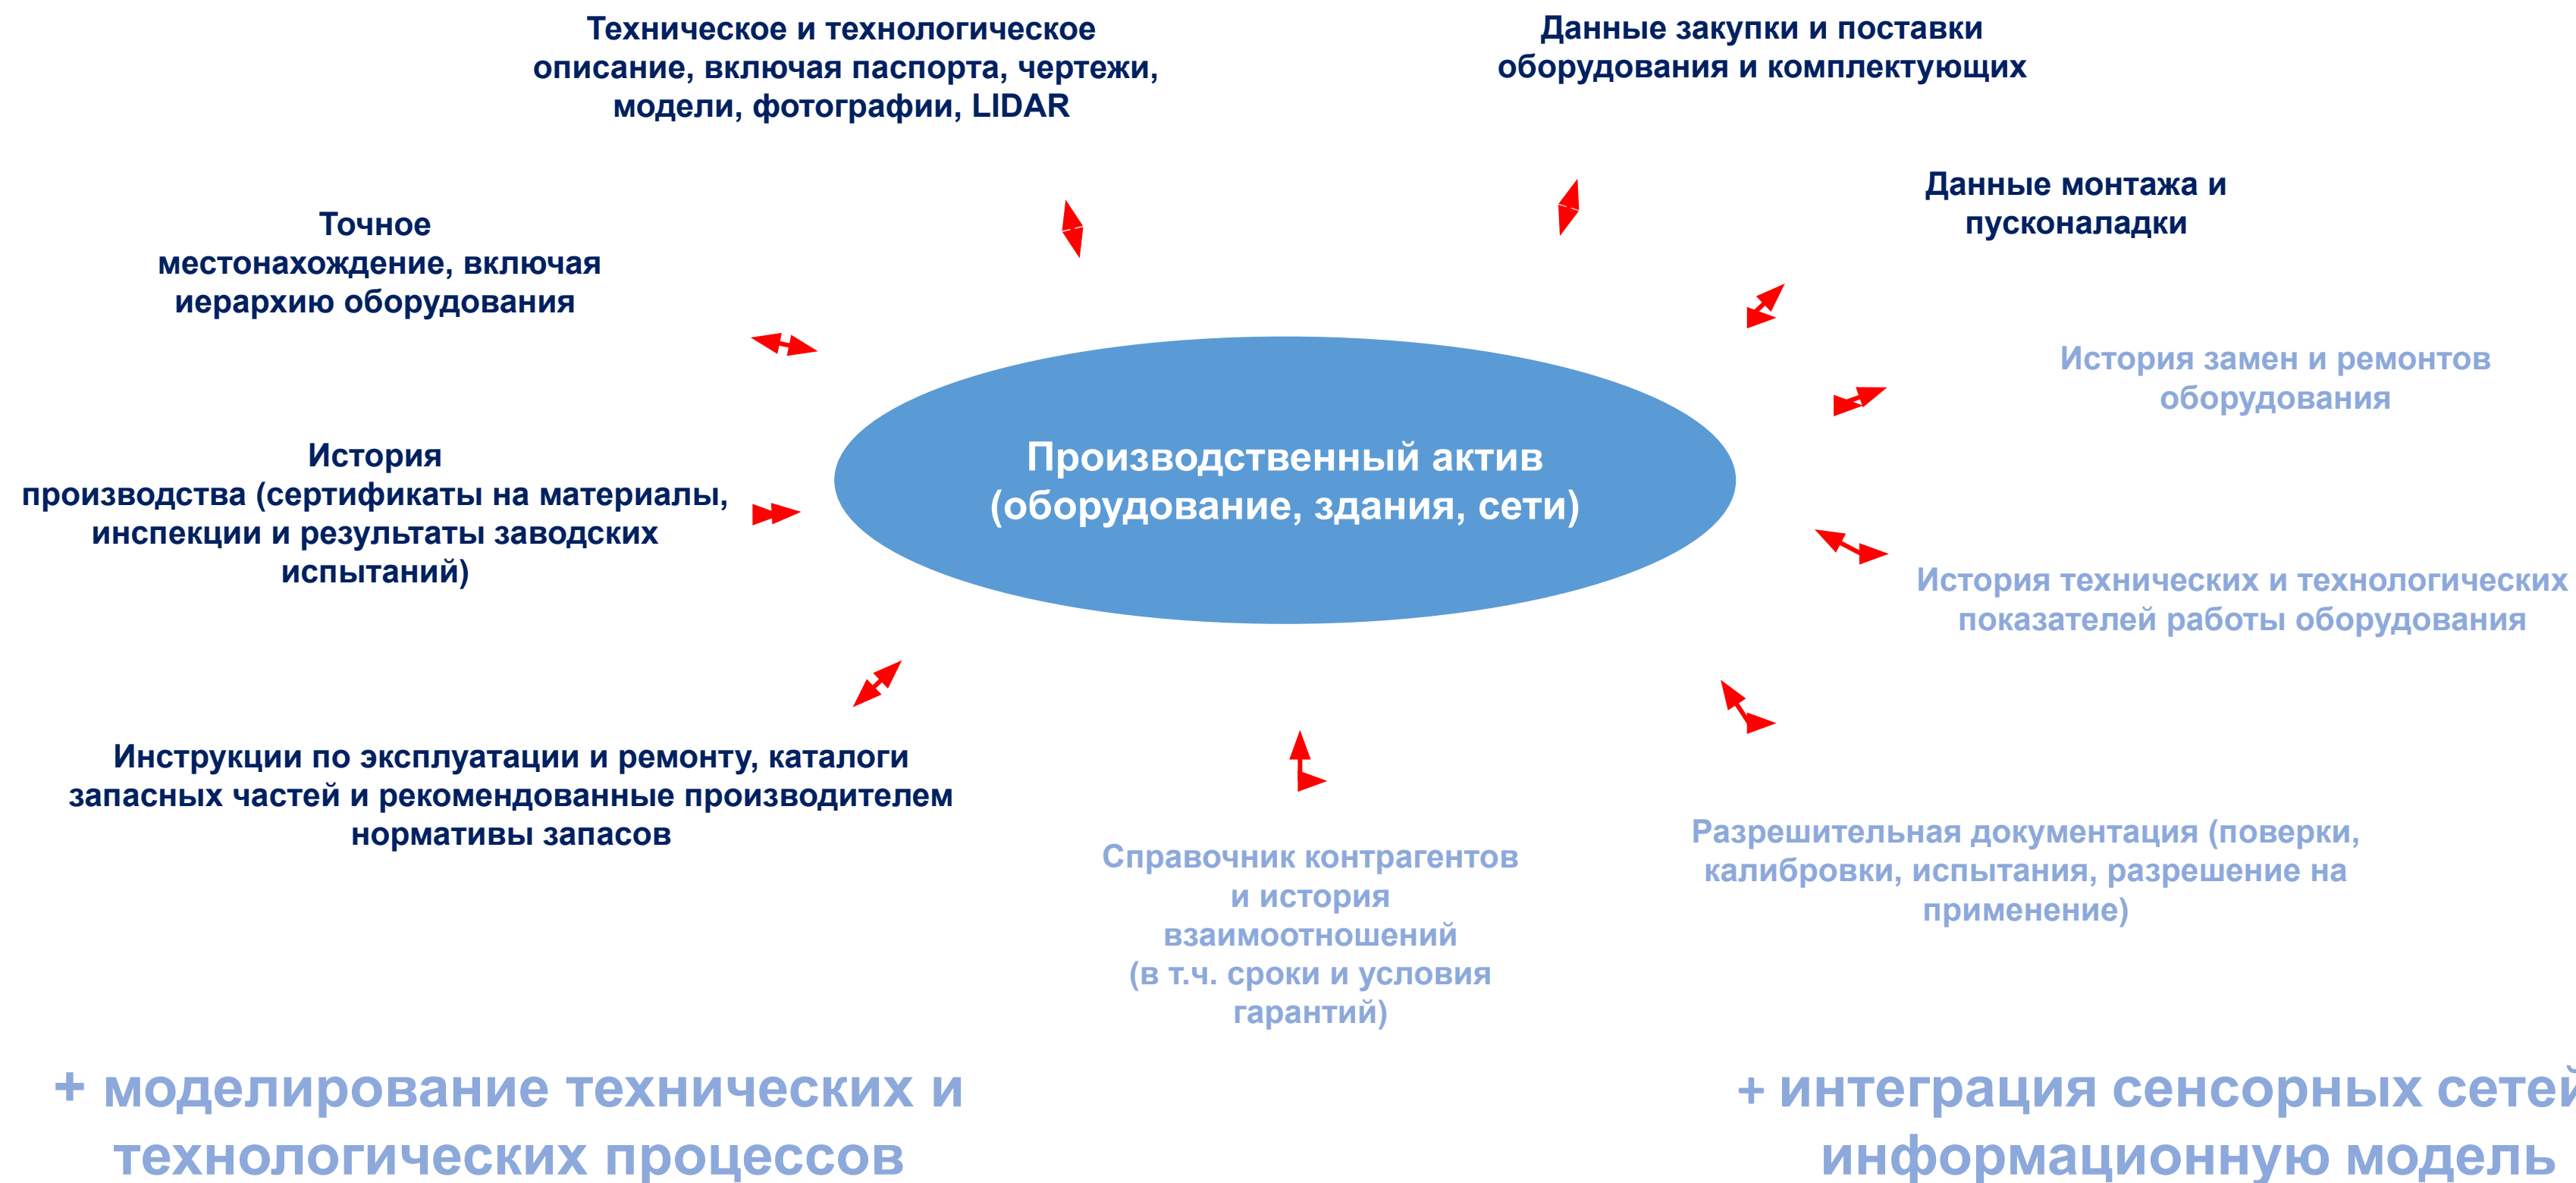 Техническое и технологическое
описание, включая паспорта, чертежи,
модели, фотографии, LIDAR
Данные закупки и поставки
оборудования и комплектующих
Данные монтажа и
пусконаладки
Точное
местонахождение, включая
иерархию оборудования
История замен и ремонтов
оборудования
Производственный актив
(оборудование, здания, сети)
История
производства (сертификаты на материалы,
инспекции и результаты заводских
испытаний)
История технических и технологических
показателей работы оборудования
Инструкции по эксплуатации и ремонту, каталоги
запасных частей и рекомендованные производителем
нормативы запасов
Справочник контрагентов
и история
взаимоотношений
(в т.ч. сроки и условия
гарантий)
Разрешительная документация (поверки,
калибровки, испытания, разрешение на
применение)
+ моделирование технических и
технологических процессов
+ интеграция сенсорных сетей
информационную модель